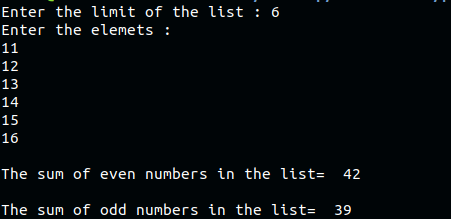 Enter the limit of the list : 6
Enter the elemets :
11
12
13
14
15
16
The sum of even numbers in the list=  42
The sum of odd numbers in the list=  39